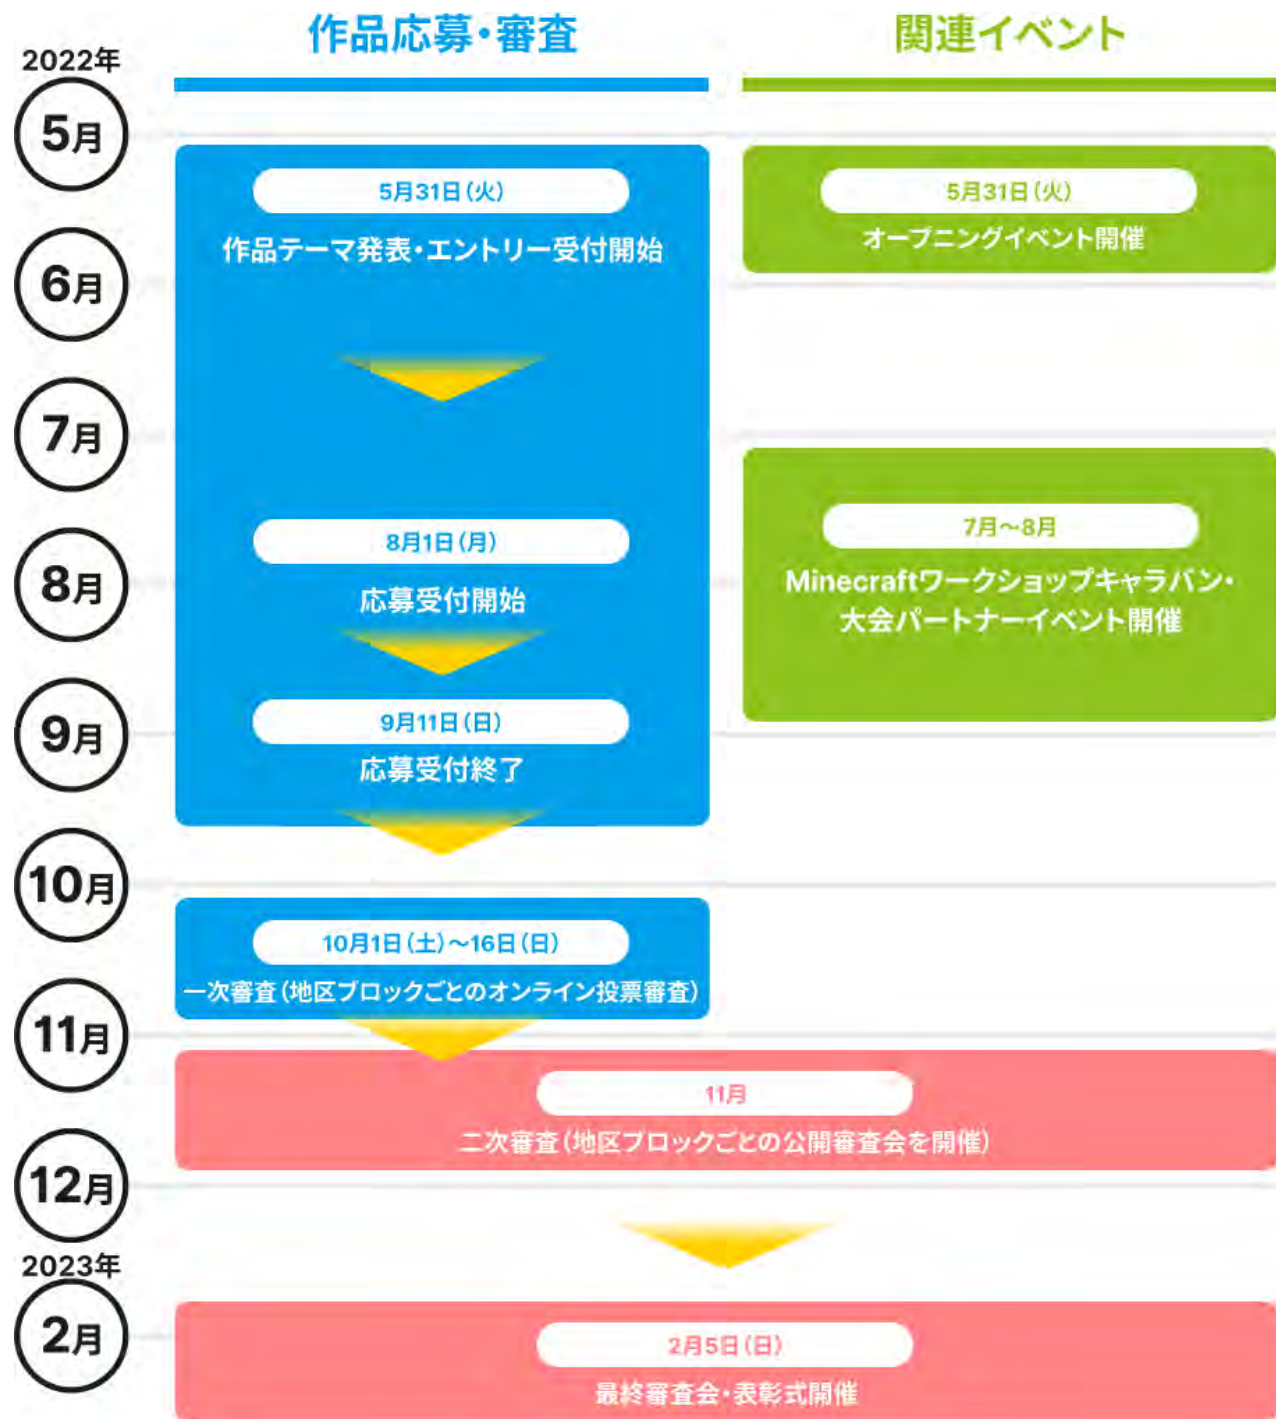 作品応募・審査
関連イベント
2022年
5月
5月31日(火)
作品テーマ発表・エントリー受付開始
5月31日(火)
オープニングイベント開催
6月
7月
7月〜8月
Minecraftワークショップキャラバン・
大会パートナーイベント開催
8月1日(月)
応募受付開始
8月
9月11日(日)
応募受付終了
9月
10月
10月1日(土)〜16日(日)
一次審査(地区ブロックごとのオンライン投票審査)
11月
11月
二次審査(地区ブロックごとの公開審査会を開催)
12月
2023年
2月
2月5日(日)
最終審査会・表彰式開催